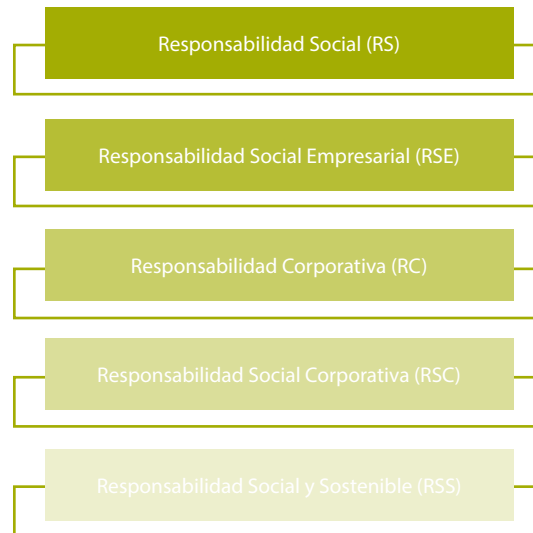 Responsabilidad Social (RS)
Responsabilidad Social Empresarial (RSE)
Responsabilidad Corporativa (RC)
Responsabilidad Social Corporativa (RSC)
Responsabilidad Social y Sostenible (RSS)